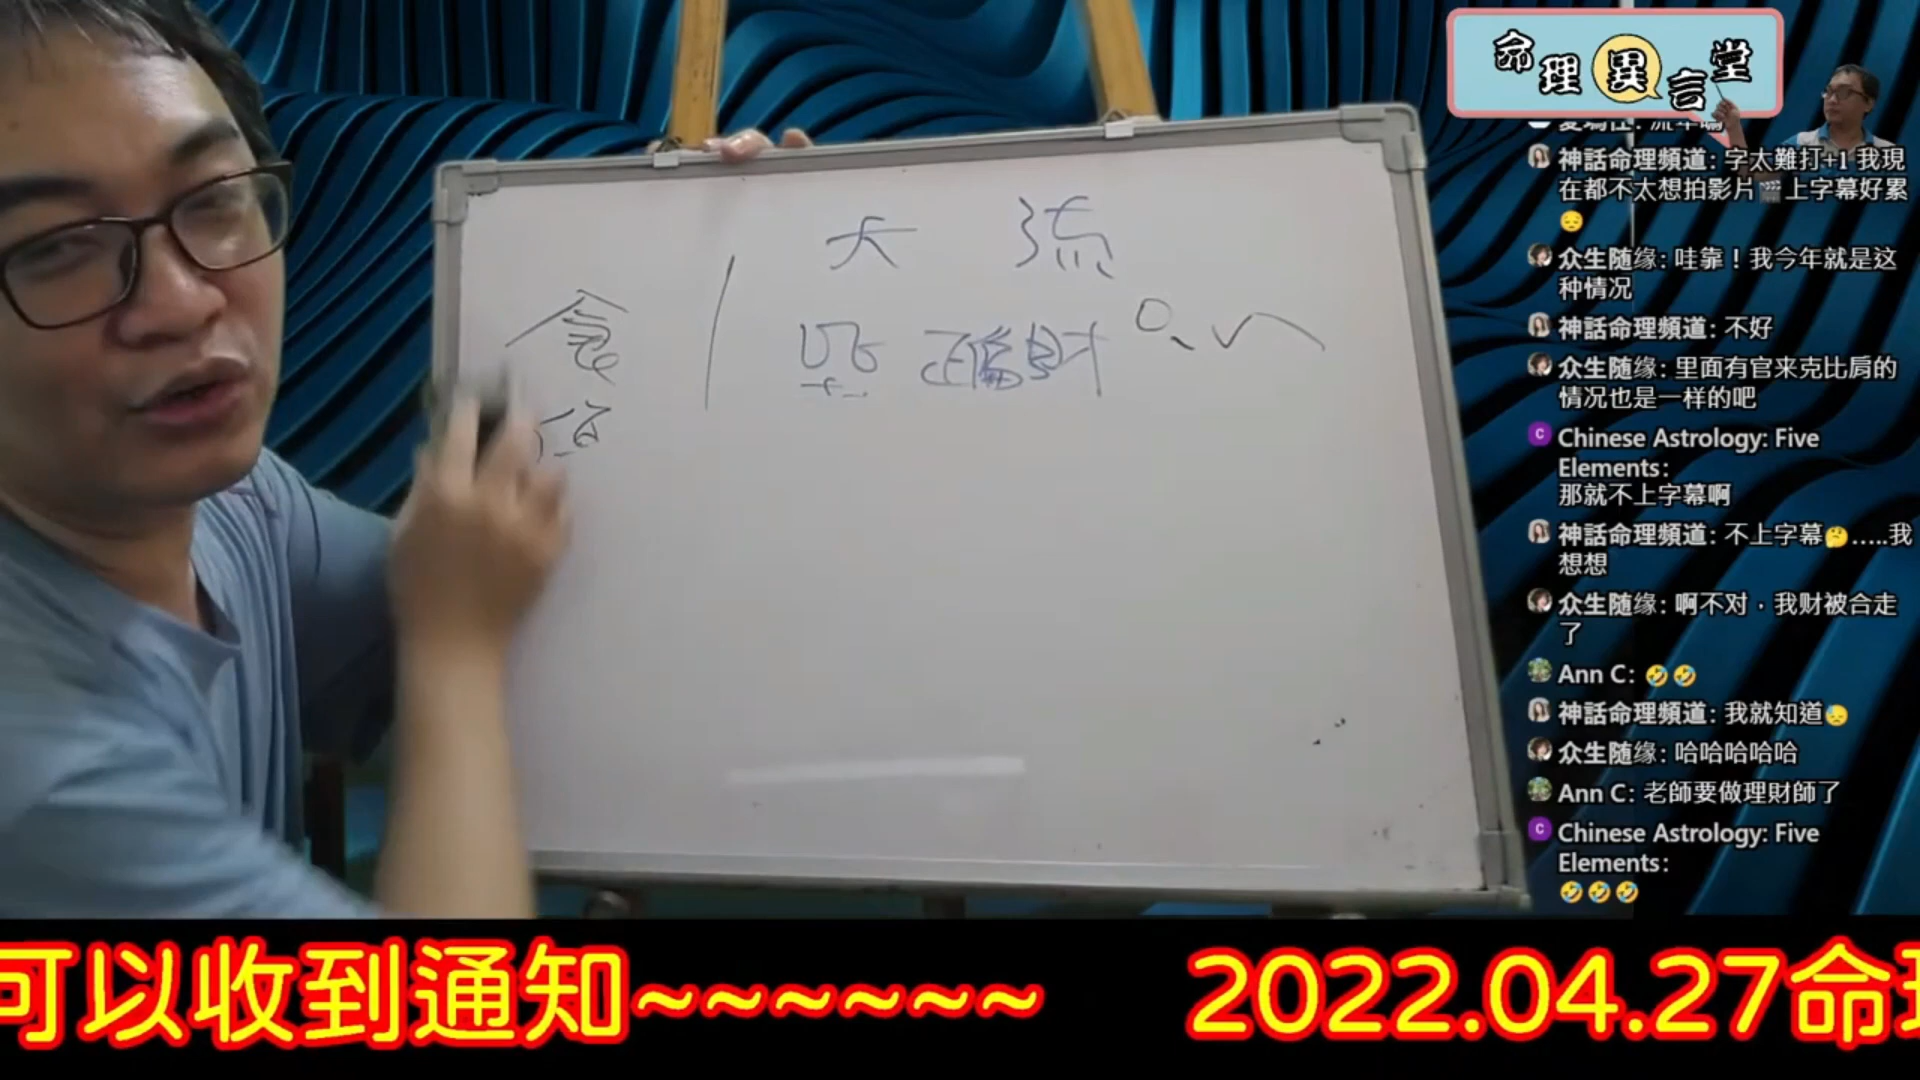 命理異言堂
神話命理頻道: 字太難打+1 我現
在都不太想拍影片🎬上字幕好累
😔
众生随缘: 哇靠！我今年就是这
种情况
神話命理頻道: 不好
众生随缘: 里面有官来克比肩的
情况也是一样的吧
Chinese Astrology: Five
Elements:
那就不上字幕啊
神話命理頻道: 不上字幕🤔.....我
想想
众生随缘: 啊不对，我财被合走
了
Ann C: 🤣🤣
神話命理頻道: 我就知道😓
众生随缘: 哈哈哈哈哈
Ann C: 老師要做理財師了
Chinese Astrology: Five
Elements:
🤣🤣🤣
大 流
食
財
可以收到通知~~~~~~~ 2022.04.27命理